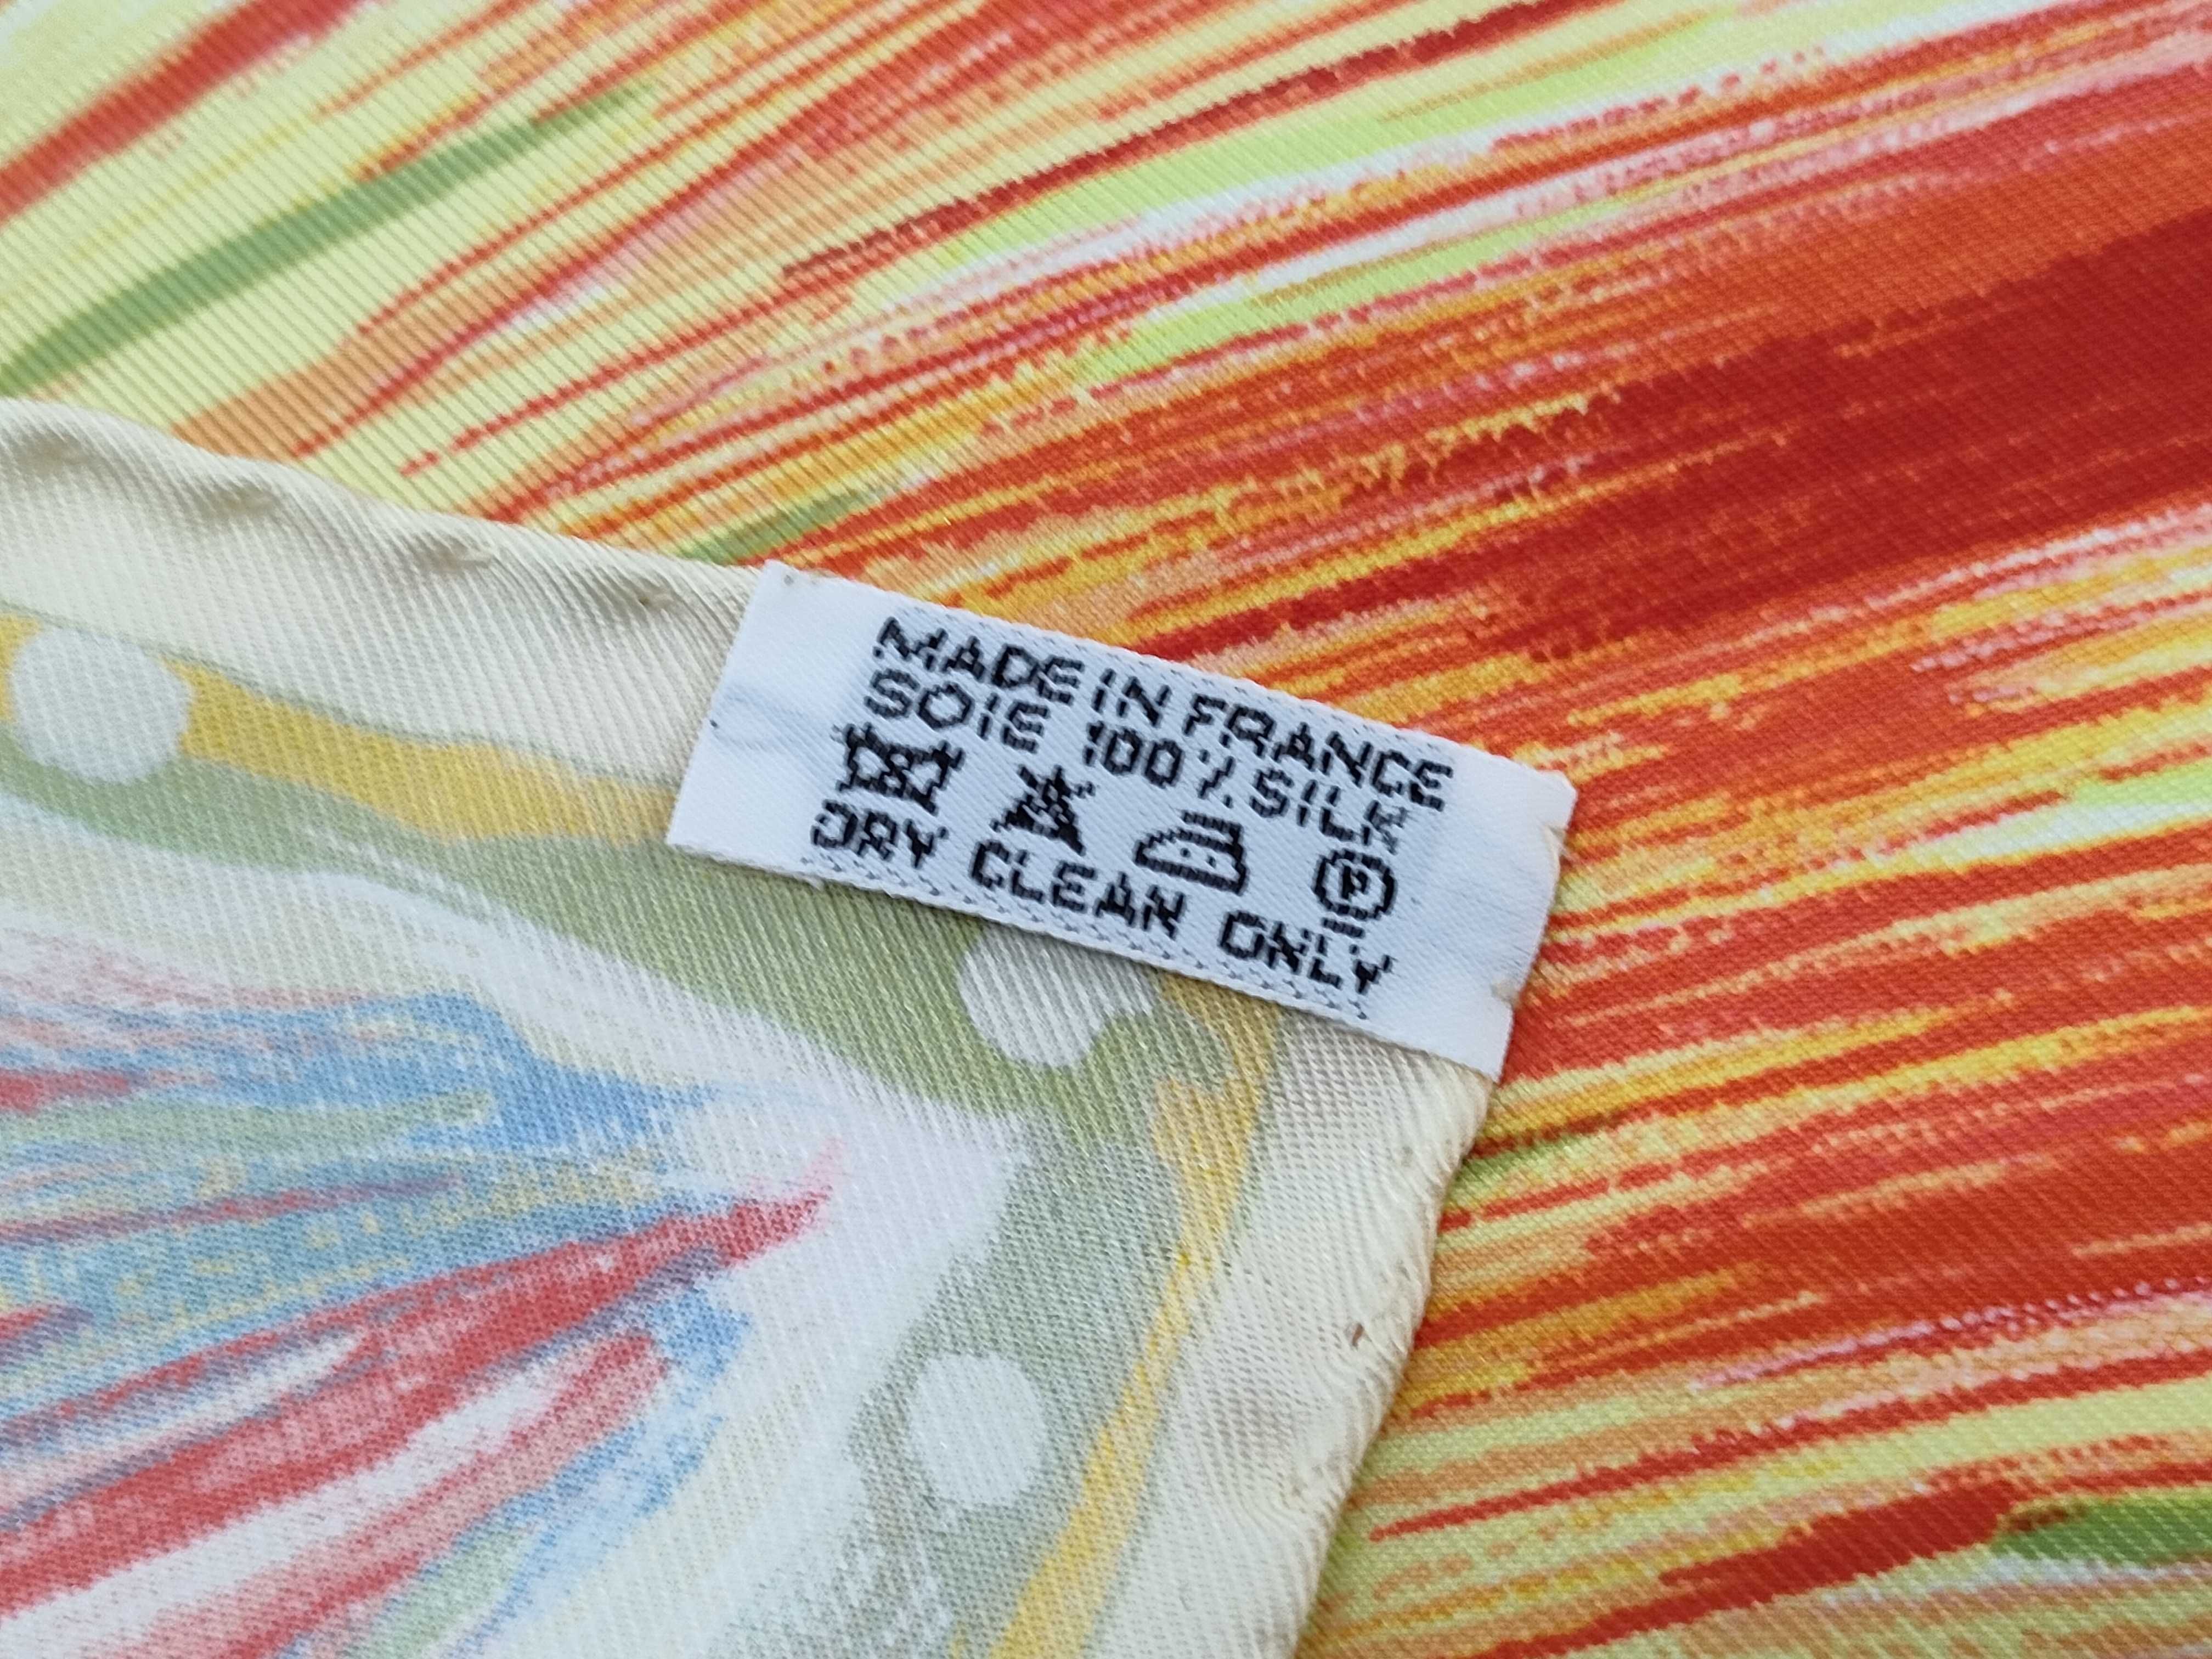 MADE IN FRANCE
SOIE 100% SILK
P
DRY CLEAN ONLY